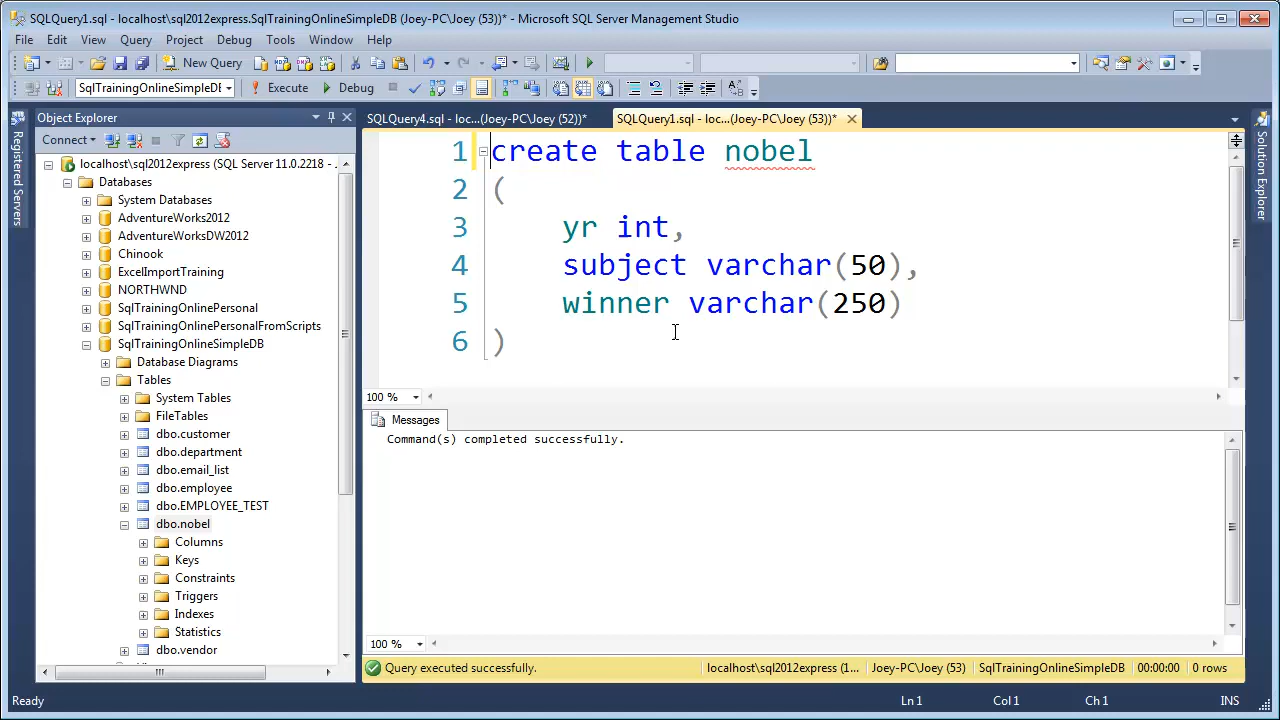 SQLQuery1.sql - localhost\sql2012express.SqlTrainingOnlineSimpleDB (Joey-PC\Joey (53))* - Microsoft SQL Server Management Studio
File Edit View Query Project Debug Tools Window Help
New Query
SqlTrainingOnlineSimpleDE Execute Debug
Registered Servers
Object Explorer
Connect
localhost\sql2012express (SQL Server 11.0.2218 -
Databases
System Databases
AdventureWorks2012
AdventureWorksDW2012
Chinook
ExcelImportTraining
NORTHWND
SqlTrainingOnlinePersonal
SqlTrainingOnlinePersonalFromScripts
SqlTrainingOnlineSimpleDB
Database Diagrams
Tables
System Tables
FileTables
dbo.customer
dbo.department
dbo.email_list
dbo.employee
dbo.EMPLOYEE_TEST
dbo.nobel
Columns
Keys
Constraints
Triggers
Indexes
Statistics
dbo.vendor
SQLQuery4.sql - loc...(Joey-PC\Joey (52))* SQLQuery1.sql - loc...(Joey-PC\Joey (53))*
1 create table nobel
2 (
3 yr int,
4 subject varchar(50),
5 winner varchar(250)
6 )
100 %
Messages
Command(s) completed successfully.
100 %
Query executed successfully. localhost\sql2012express (1... Joey-PC\Joey (53) SqlTrainingOnlineSimpleDB 00:00:00 0 rows
Solution Explorer
Ready Ln 1 Col 1 Ch 1 INS